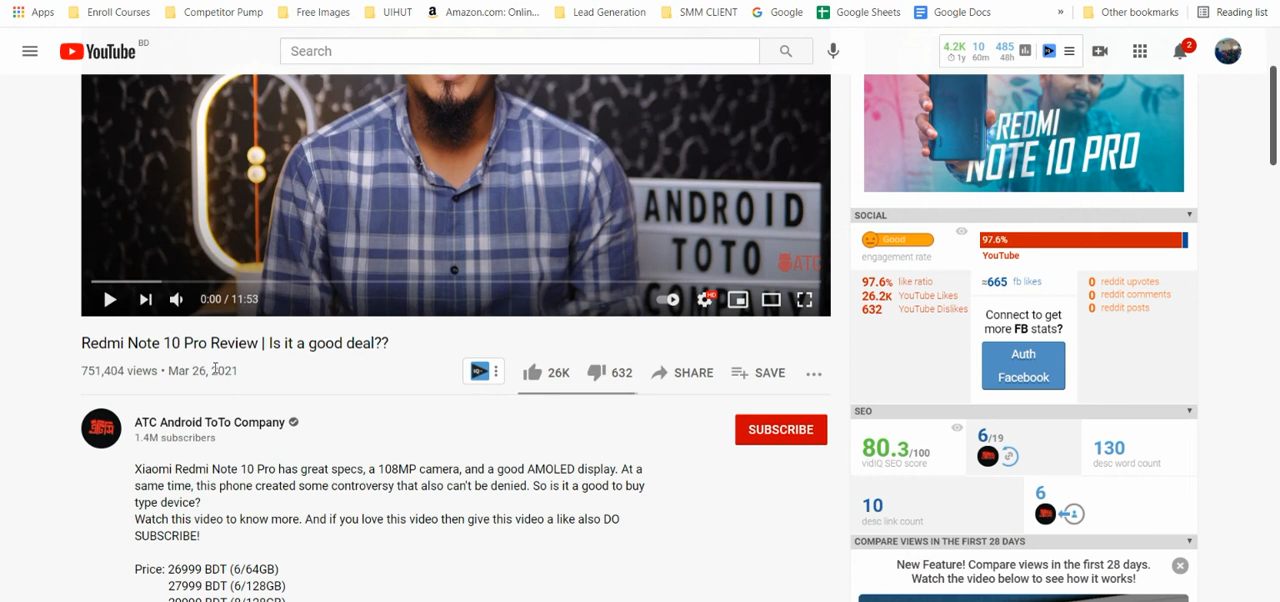 Apps Enroll Courses Competitor Pump Free Images UIHUT Amazon.com: Onlin... Lead Generation SMM CLIENT Google Google Sheets Google Docs » Other bookmarks Reading list
YouTube BD
Search
4.2K 10 485
1y 60m 48h
2
ANDROID
TOTO
ATC
COMPANY
0:00 / 11:53
HD
REDMI
NOTE 10 PRO
Redmi Note 10 Pro Review | Is it a good deal??
751,404 views • Mar 26, 2021
26K 632 SHARE SAVE ...
ATC Android ToTo Company
1.4M subscribers
SUBSCRIBE
Xiaomi Redmi Note 10 Pro has great specs, a 108MP camera, and a good AMOLED display. At a
same time, this phone created some controversy that also can't be denied. So is it a good to buy
type device?
Watch this video to know more. And if you love this video then give this video a like also DO
SUBSCRIBE!
Price: 26999 BDT (6/64GB)
27999 BDT (6/128GB)
SOCIAL
Good
engagement rate
97.6%
YouTube
97.6% like ratio
26.2K YouTube Likes
632 YouTube Dislikes
≈665 fb likes
Connect to get
more FB stats?
Auth
Facebook
0 reddit upvotes
0 reddit comments
0 reddit posts
SEO
80.3/100
vidIQ SEO score
6/19
130
desc word count
10
desc link count
6
COMPARE VIEWS IN THE FIRST 28 DAYS
New Feature! Compare views in the first 28 days.
Watch the video below to see how it works!